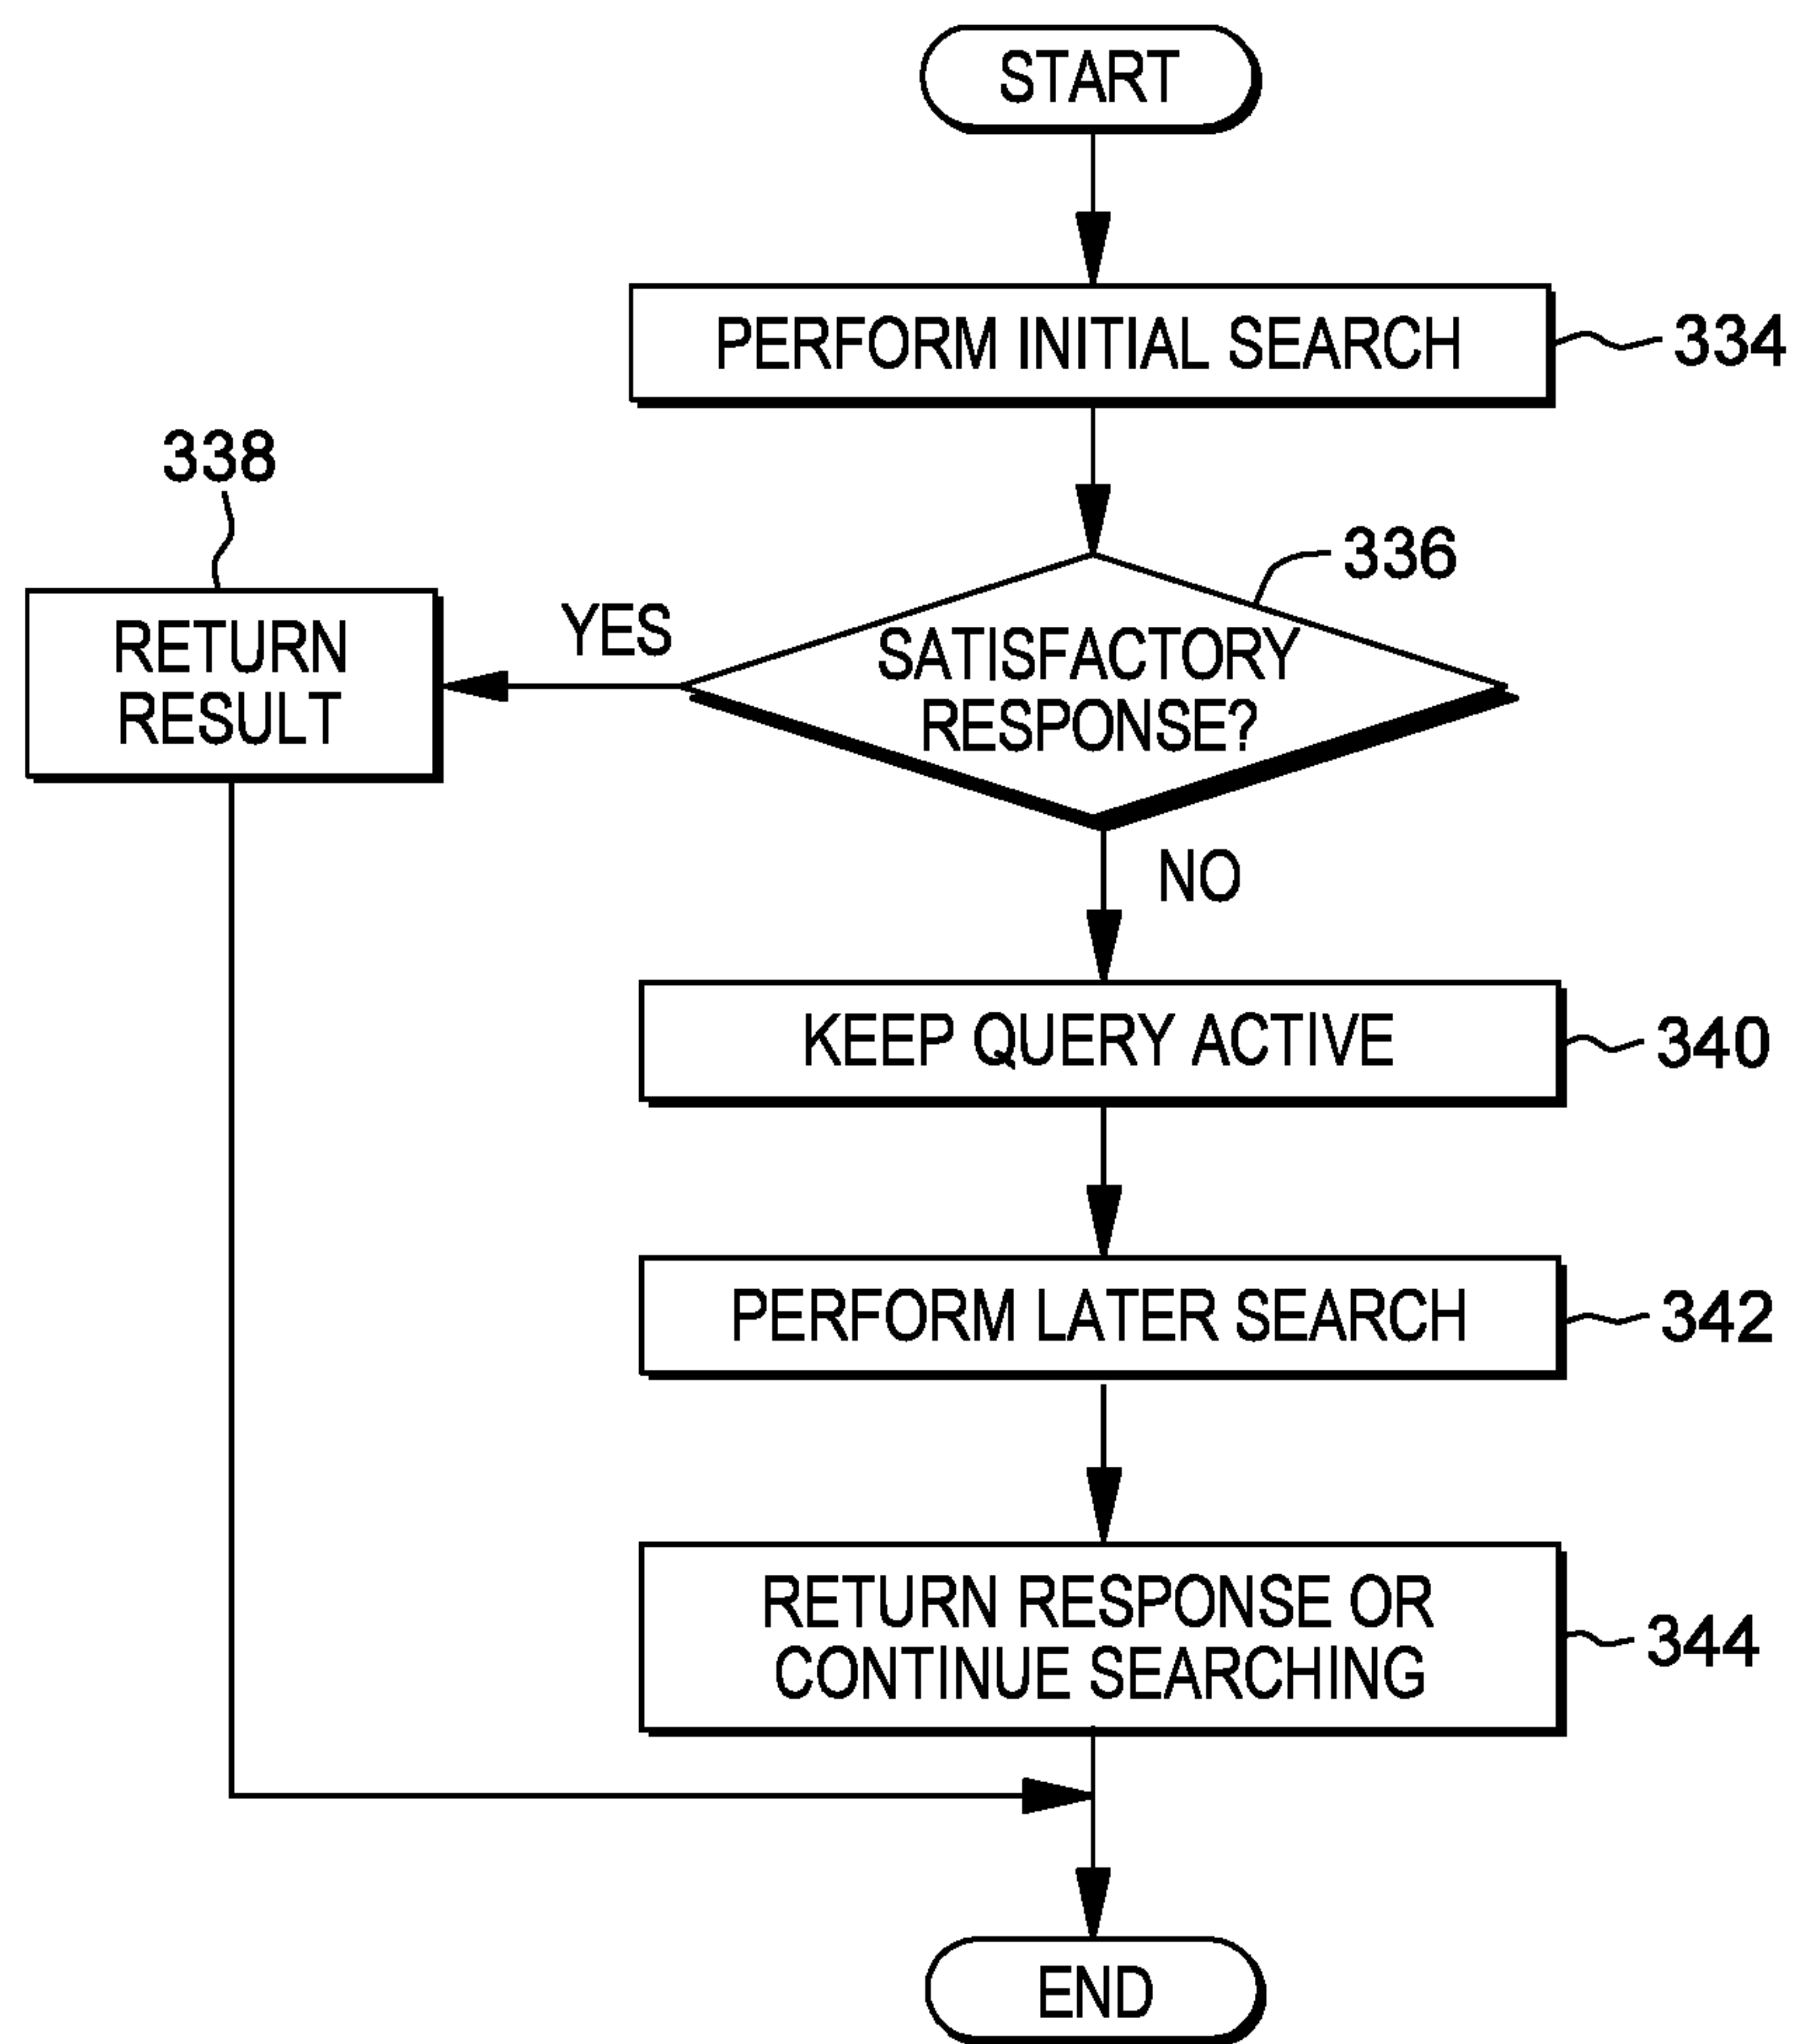 START
PERFORM INITIAL SEARCH
334
338
336
YES
RETURN
RESULT
SATISFACTORY
RESPONSE?
NO
KEEP QUERY ACTIVE
340
PERFORM LATER SEARCH
342
RETURN RESPONSE OR
CONTINUE SEARCHING
344
END